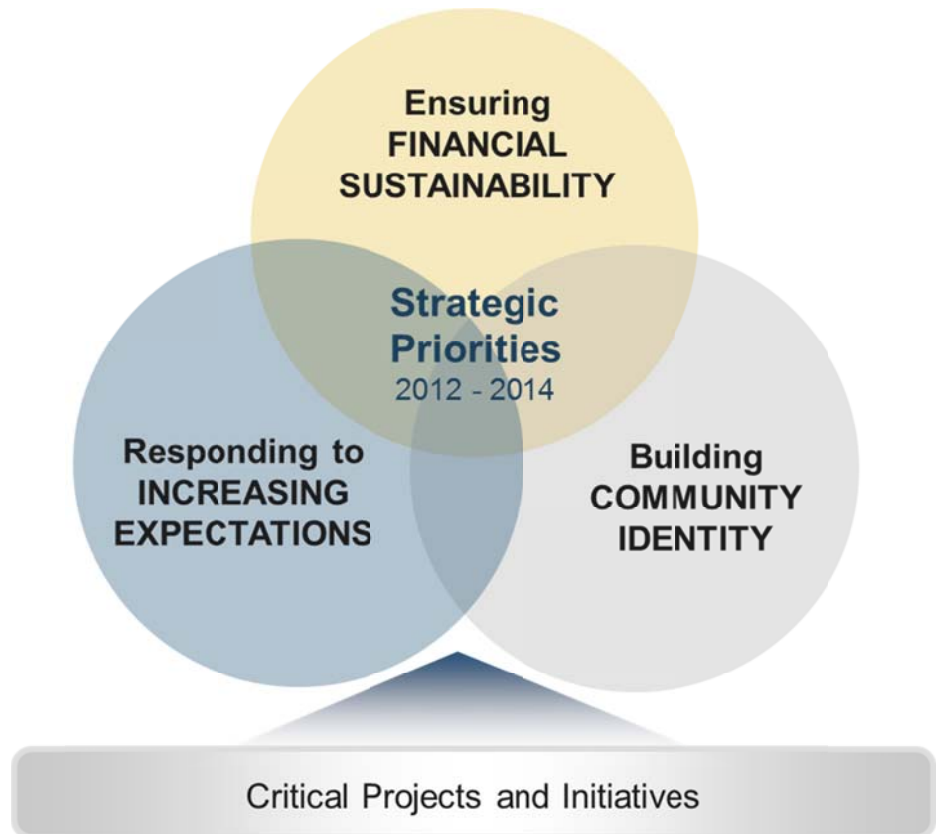 Ensuring
FINANCIAL
SUSTAINABILITY
Strategic
Priorities
2012 - 2014
Responding to
INCREASING
EXPECTATIONS
Building
COMMUNITY
IDENTITY
Critical Projects and Initiatives